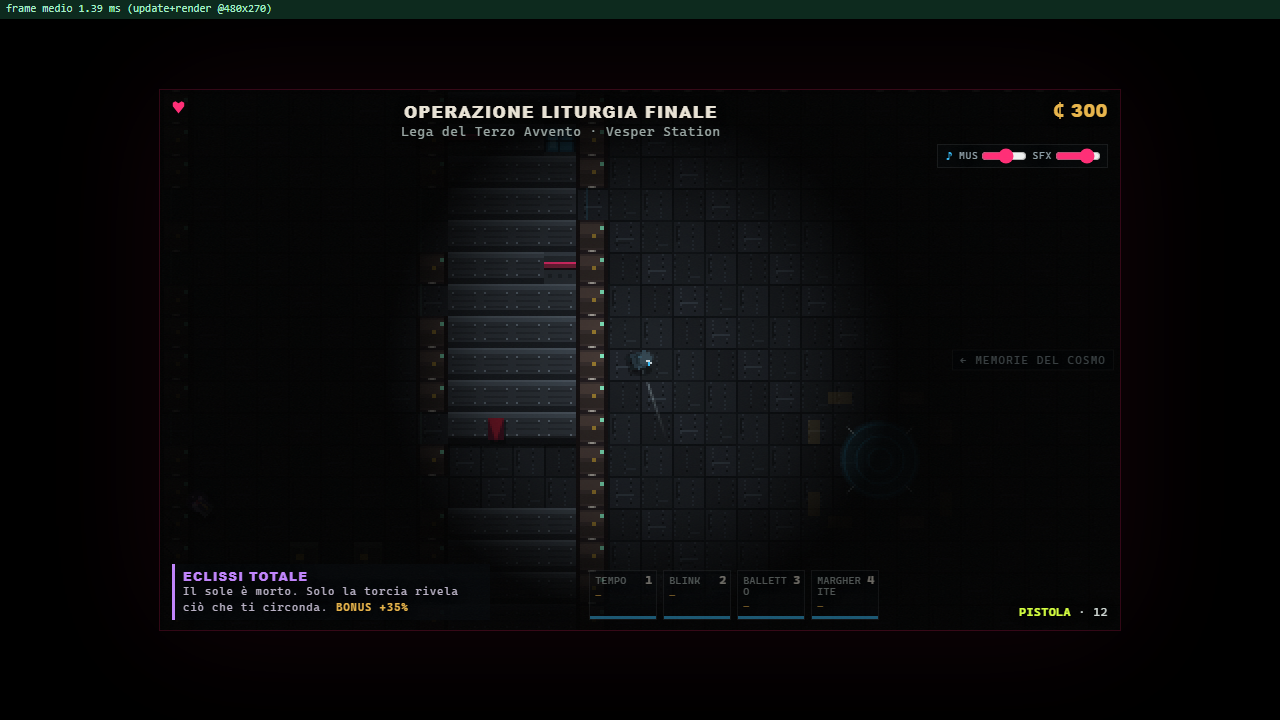 frame medio 1.39 ms (update+render @480x270)
♥
OPERAZIONE LITURGIA FINALE
Lega del Terzo Avvento · Vesper Station
₵ 300
♪ MUS SFX
← MEMORIE DEL COSMO
ECLISSI TOTALE
Il sole è morto. Solo la torcia rivela
ciò che ti circonda. BONUS +35%
TEMPO 1
—
BLINK 2
—
BALLETT 3
O
—
MARGHER 4
ITE
—
PISTOLA · 12